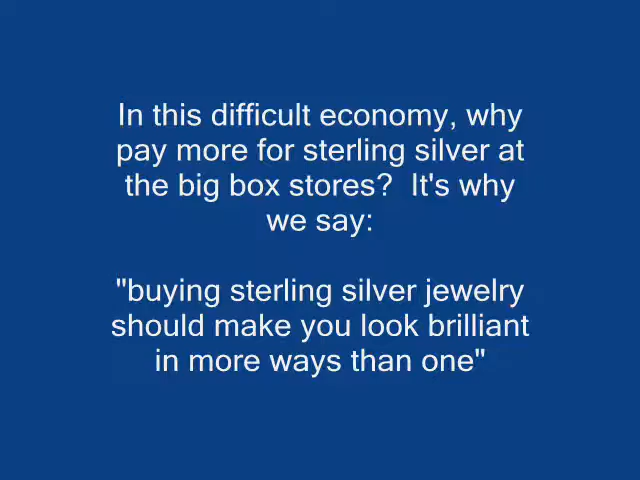 In this difficult economy, why
pay more for sterling silver at
the big box stores?  It's why
we say:
"buying sterling silver jewelry
should make you look brilliant
in more ways than one"